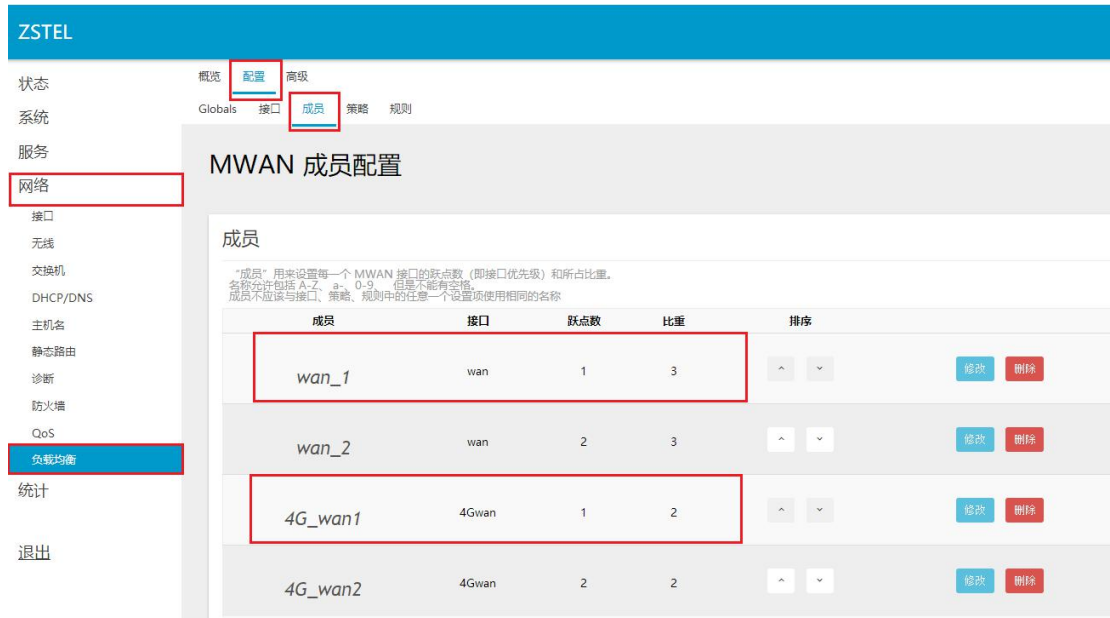 ZSTEL
状态
系统
服务
网络
接口
无线
交换机
DHCP/DNS
主机名
静态路由
诊断
防火墙
QoS
负载均衡
统计
退出
概览 配置 高级
Globals 接口 成员 策略 规则
MWAN 成员配置
成员
“成员”用来设置每一个 MWAN 接口的跃点数（即接口优先级）和所占比重。
名称允许包括 A-Z、 a-、0-9、 但是不能有空格。
成员不应该与接口、策略、规则中的任意一个设置项使用相同的名称
成员 接口 跃点数 比重 排序
wan_1 wan 1 3 修改 删除
wan_2 wan 2 3 修改 删除
4G_wan1 4Gwan 1 2 修改 删除
4G_wan2 4Gwan 2 2 修改 删除